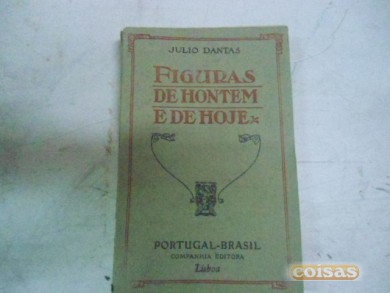 JULIO DANTAS
FIGURAS
DE HONTEM
E DE HOJE
PORTUGAL-BRASIL
COMPANHIA EDITORA
Lisboa
coisas